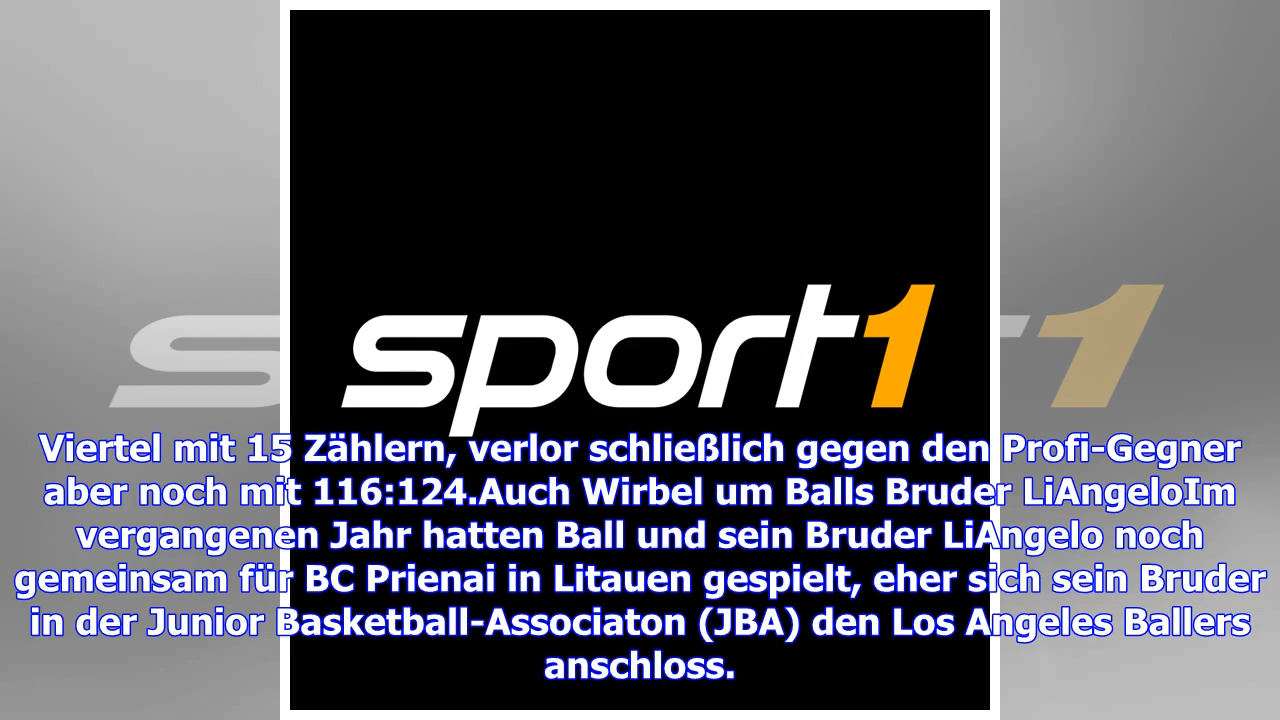 sport1
Viertel mit 15 Zählern, verlor schließlich gegen den Profi-Gegner
aber noch mit 116:124.Auch Wirbel um Balls Bruder LiAngeloIm
vergangenen Jahr hatten Ball und sein Bruder LiAngelo noch
gemeinsam für BC Prienai in Litauen gespielt, eher sich sein Bruder
in der Junior Basketball-Associaton (JBA) den Los Angeles Ballers
anschloss.